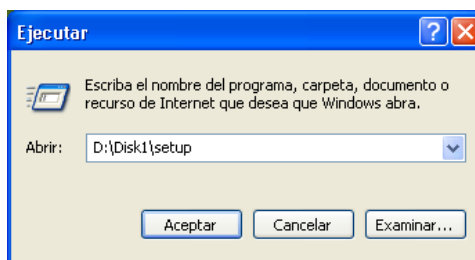 Ejecutar
Escriba el nombre del programa, carpeta, documento o
recurso de Internet que desea que Windows abra.
Abrir: D:\Disk1\setup
Aceptar Cancelar Examinar...